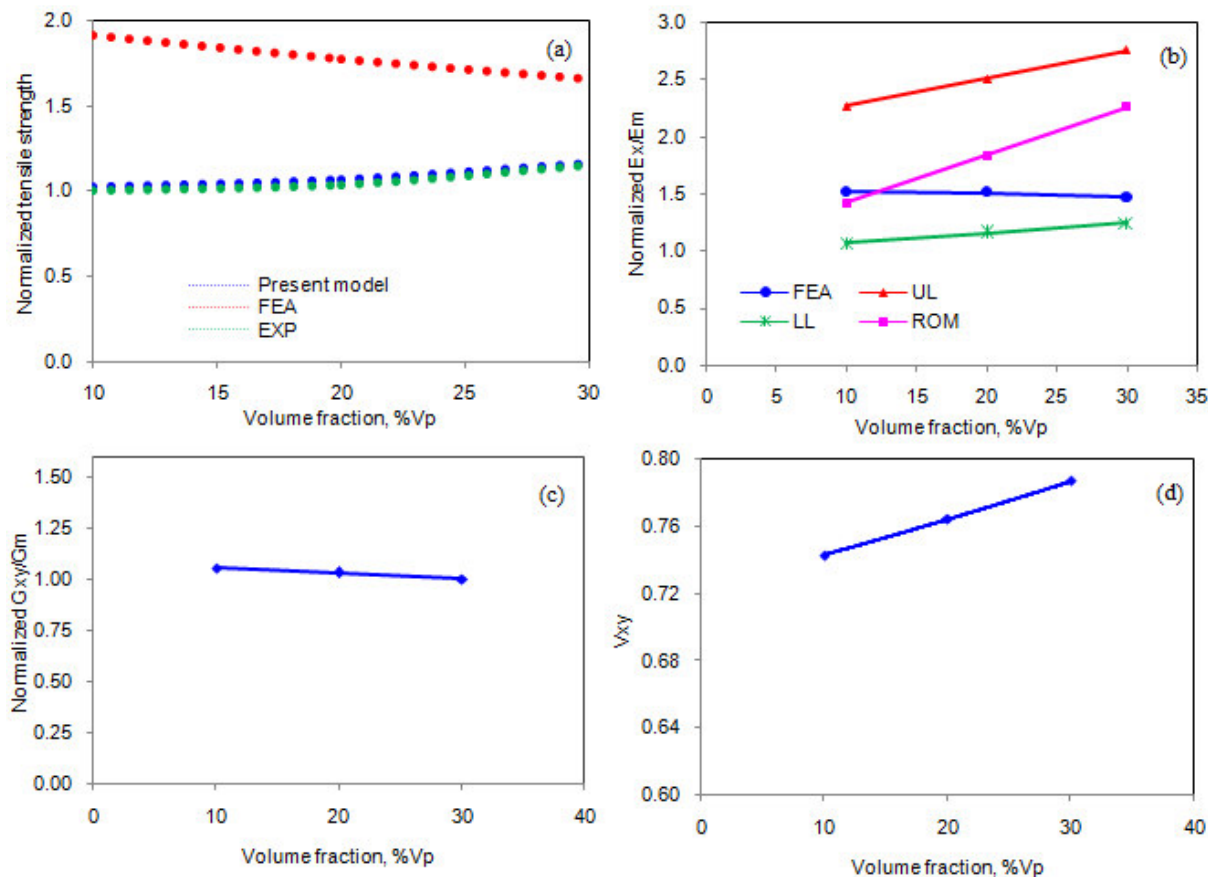 2.0
1.5
1.0
0.5
0.0
Normalized tensile strength
(a)
Present model
FEA
EXP
10 15 20 25 30
Volume fraction, %Vp
3.0
2.5
2.0
1.5
1.0
0.5
0.0
Normalized Ex/Em
(b)
FEA UL
LL ROM
0 5 10 15 20 25 30 35
Volume fraction, %Vp
1.50
1.25
1.00
0.75
0.50
0.25
0.00
Normalized Gxy/Gm
(c)
0 10 20 30 40
Volume fraction, %Vp
0.80
0.76
0.72
0.68
0.64
0.60
Vxy
(d)
0 10 20 30 40
Volume fraction, %Vp